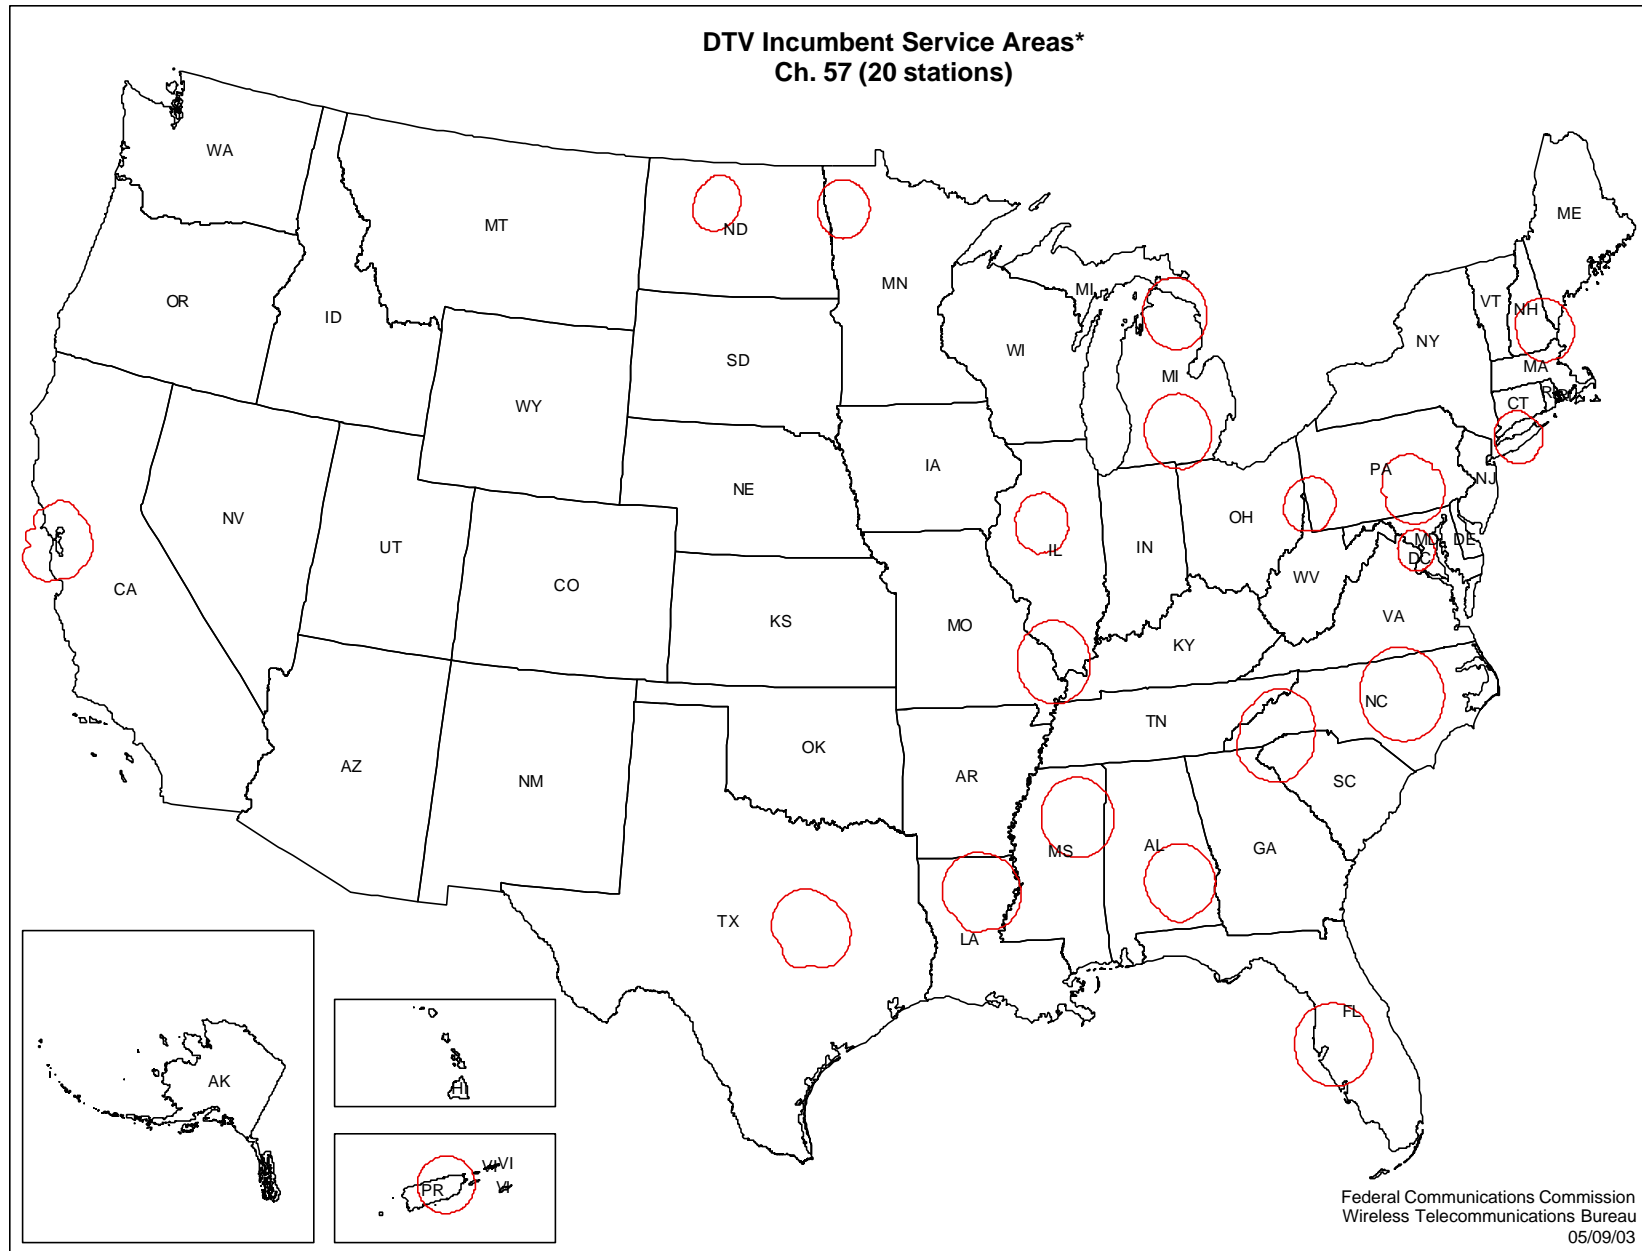 DTV Incumbent Service Areas*
Ch. 57 (20 stations)
WA
MT
ND
MN
ME
OR
ID
MI
VT
NH
NY
SD
WI
MA
WY
MI
CT
IA
PA
NE
NJ
NV
OH
UT
IL
IN
MD
DE
DC
CA
CO
WV
KS
MO
VA
KY
NC
TN
OK
AZ
NM
AR
SC
MS
AL
GA
TX
LA
FL
AK
HI
PR
VI
VI
VI
Federal Communications Commission
Wireless Telecommunications Bureau
05/09/03